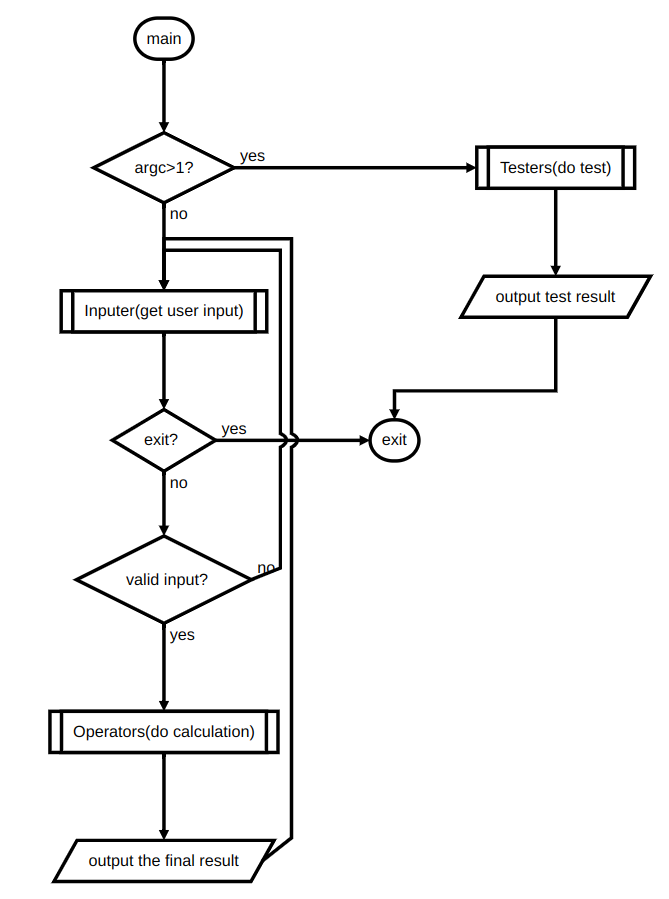 main
argc>1?
yes
Testers(do test)
no
Inputer(get user input)
output test result
exit?
yes
exit
no
valid input?
no
yes
Operators(do calculation)
output the final result